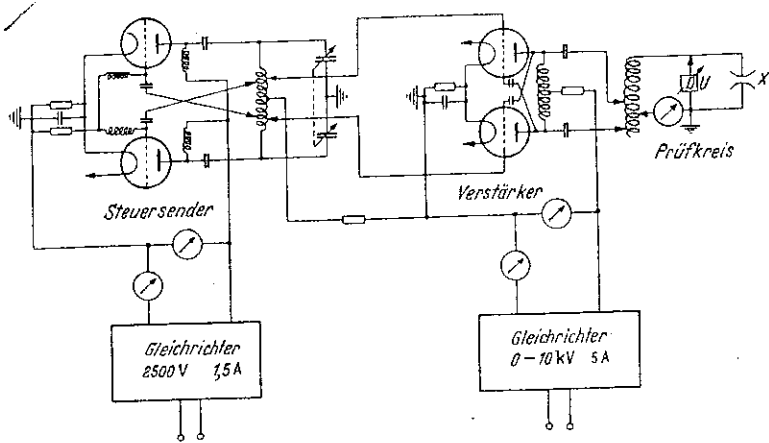 U
X
Prüfkreis
Steuersender
Verstärker
Gleichrichter
2500 V 1,5 A
Gleichrichter
0-10 kV 5 A